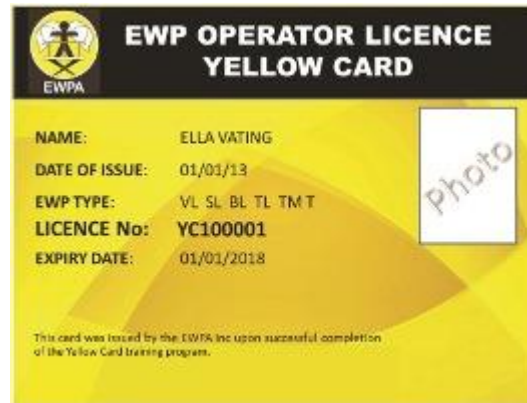 EWP OPERATOR LICENCE
YELLOW CARD
EWPA
NAME: ELLA VATING
DATE OF ISSUE: 01/01/13
EWP TYPE: VL SL BL TL TM T
LICENCE No: YC100001
EXPIRY DATE: 01/01/2018
Photo
This card was issued by the EWPA Inc upon successful completion
of the Yellow Card training program.